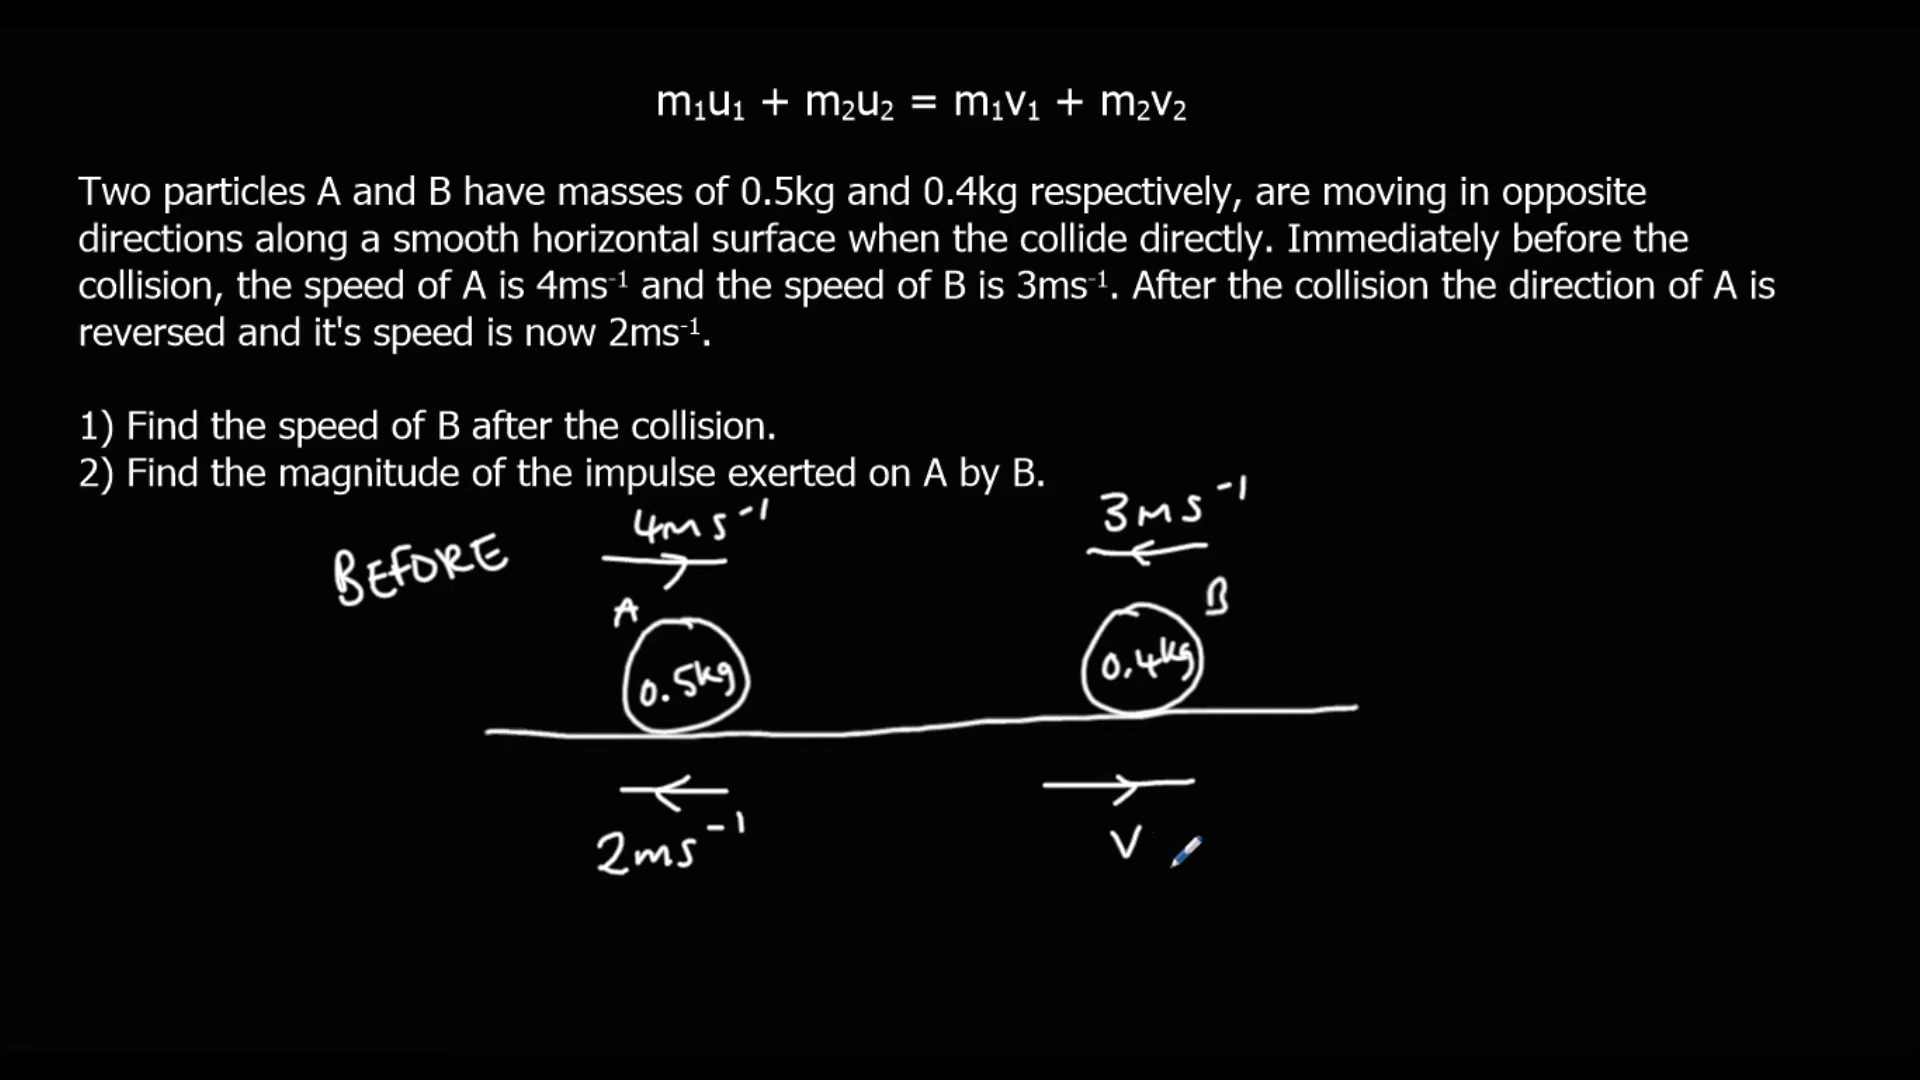 m₁u₁ + m₂u₂ = m₁v₁ + m₂v₂
Two particles A and B have masses of 0.5kg and 0.4kg respectively, are moving in opposite
directions along a smooth horizontal surface when the collide directly. Immediately before the
collision, the speed of A is 4ms⁻¹ and the speed of B is 3ms⁻¹. After the collision the direction of A is
reversed and it's speed is now 2ms⁻¹.
1) Find the speed of B after the collision.
2) Find the magnitude of the impulse exerted on A by B.
BEFORE
4ms⁻¹
3ms⁻¹
A
B
0.5kg
0.4kg
2ms⁻¹
V